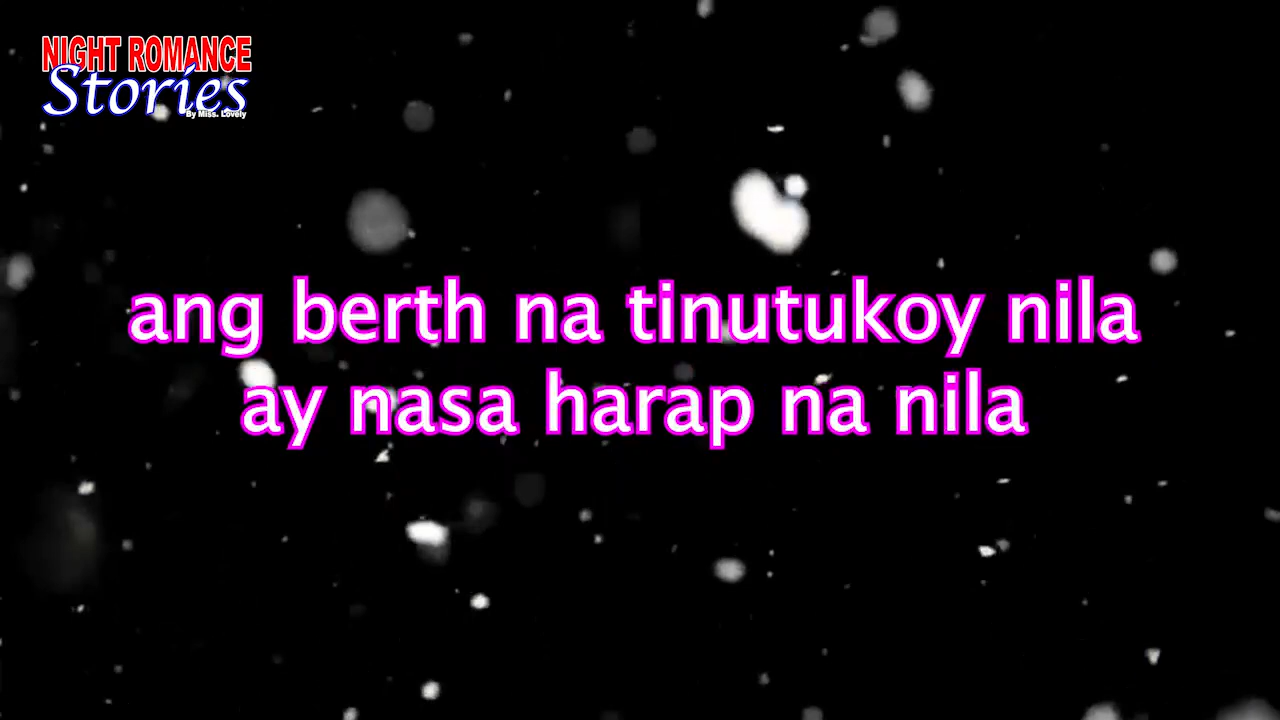 NIGHT ROMANCE
Stories
By Miss. Lovely
ang berth na tinutukoy nila
ay nasa harap na nila